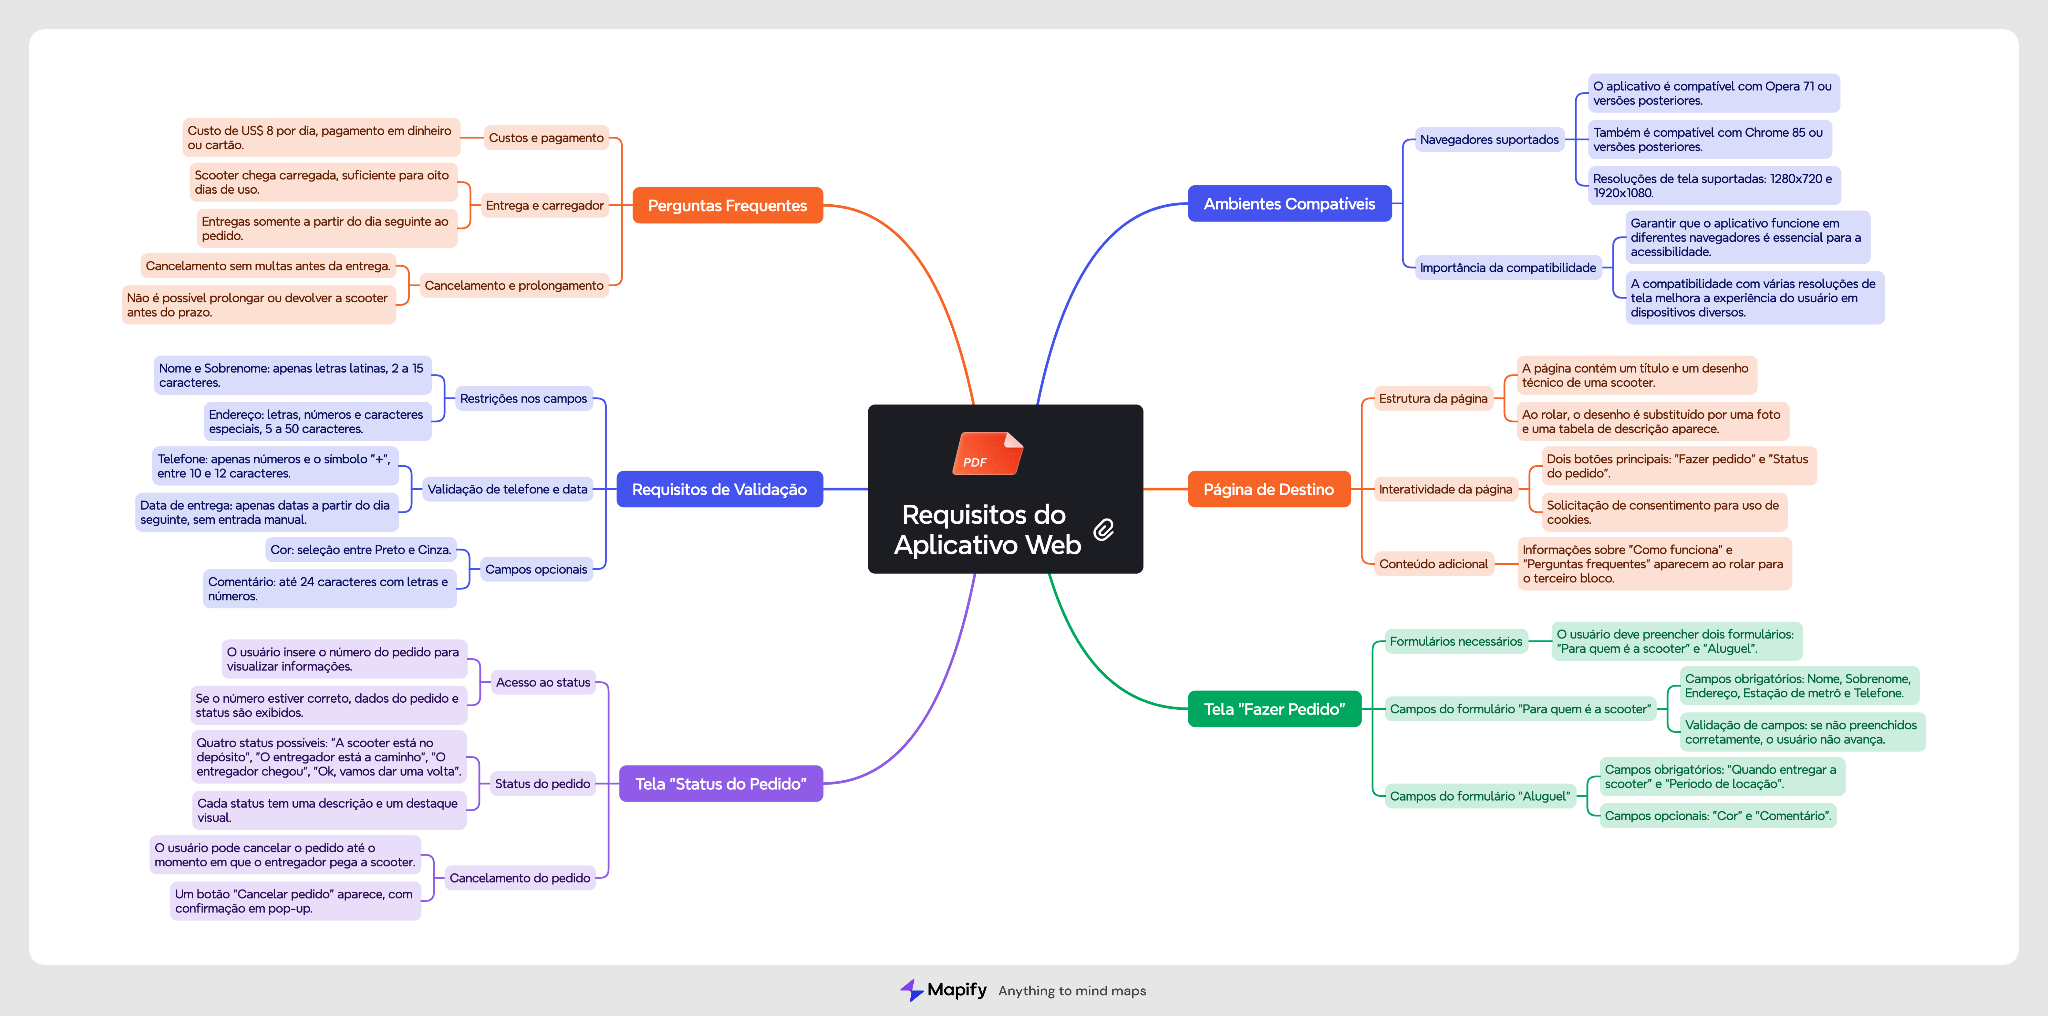 PDF
Requisitos do
Aplicativo Web
Perguntas Frequentes
Custos e pagamento
Custo de US$ 8 por dia, pagamento em dinheiro
ou cartão.
Entrega e carregador
Scooter chega carregada, suficiente para oito
dias de uso.
Entregas somente a partir do dia seguinte ao
pedido.
Cancelamento e prolongamento
Cancelamento sem multas antes da entrega.
Não é possível prolongar ou devolver a scooter
antes do prazo.
Requisitos de Validação
Restrições nos campos
Nome e Sobrenome: apenas letras latinas, 2 a 15
caracteres.
Endereço: letras, números e caracteres
especiais, 5 a 50 caracteres.
Validação de telefone e data
Telefone: apenas números e o símbolo "+",
entre 10 e 12 caracteres.
Data de entrega: apenas datas a partir do dia
seguinte, sem entrada manual.
Campos opcionais
Cor: seleção entre Preto e Cinza.
Comentário: até 24 caracteres com letras e
números.
Tela "Status do Pedido"
Acesso ao status
O usuário insere o número do pedido para
visualizar informações.
Se o número estiver correto, dados do pedido e
status são exibidos.
Status do pedido
Quatro status possíveis: "A scooter está no
depósito", "O entregador está a caminho", "O
entregador chegou", "Ok, vamos dar uma volta".
Cada status tem uma descrição e um destaque
visual.
Cancelamento do pedido
O usuário pode cancelar o pedido até o
momento em que o entregador pega a scooter.
Um botão "Cancelar pedido" aparece, com
confirmação em pop-up.
Ambientes Compatíveis
Navegadores suportados
O aplicativo é compatível com Opera 71 ou
versões posteriores.
Também é compatível com Chrome 85 ou
versões posteriores.
Resoluções de tela suportadas: 1280x720 e
1920x1080.
Importância da compatibilidade
Garantir que o aplicativo funcione em
diferentes navegadores é essencial para a
acessibilidade.
A compatibilidade com várias resoluções de
tela melhora a experiência do usuário em
dispositivos diversos.
Página de Destino
Estrutura da página
A página contém um título e um desenho
técnico de uma scooter.
Ao rolar, o desenho é substituído por uma foto
e uma tabela de descrição aparece.
Interatividade da página
Dois botões principais: "Fazer pedido" e "Status
do pedido".
Solicitação de consentimento para uso de
cookies.
Conteúdo adicional
Informações sobre "Como funciona" e
"Perguntas frequentes" aparecem ao rolar para
o terceiro bloco.
Tela "Fazer Pedido"
Formulários necessários
O usuário deve preencher dois formulários:
"Para quem é a scooter" e "Aluguel".
Campos do formulário "Para quem é a scooter"
Campos obrigatórios: Nome, Sobrenome,
Endereço, Estação de metrô e Telefone.
Validação de campos: se não preenchidos
corretamente, o usuário não avança.
Campos do formulário "Aluguel"
Campos obrigatórios: "Quando entregar a
scooter" e "Período de locação".
Campos opcionais: "Cor" e "Comentário".
Mapify Anything to mind maps